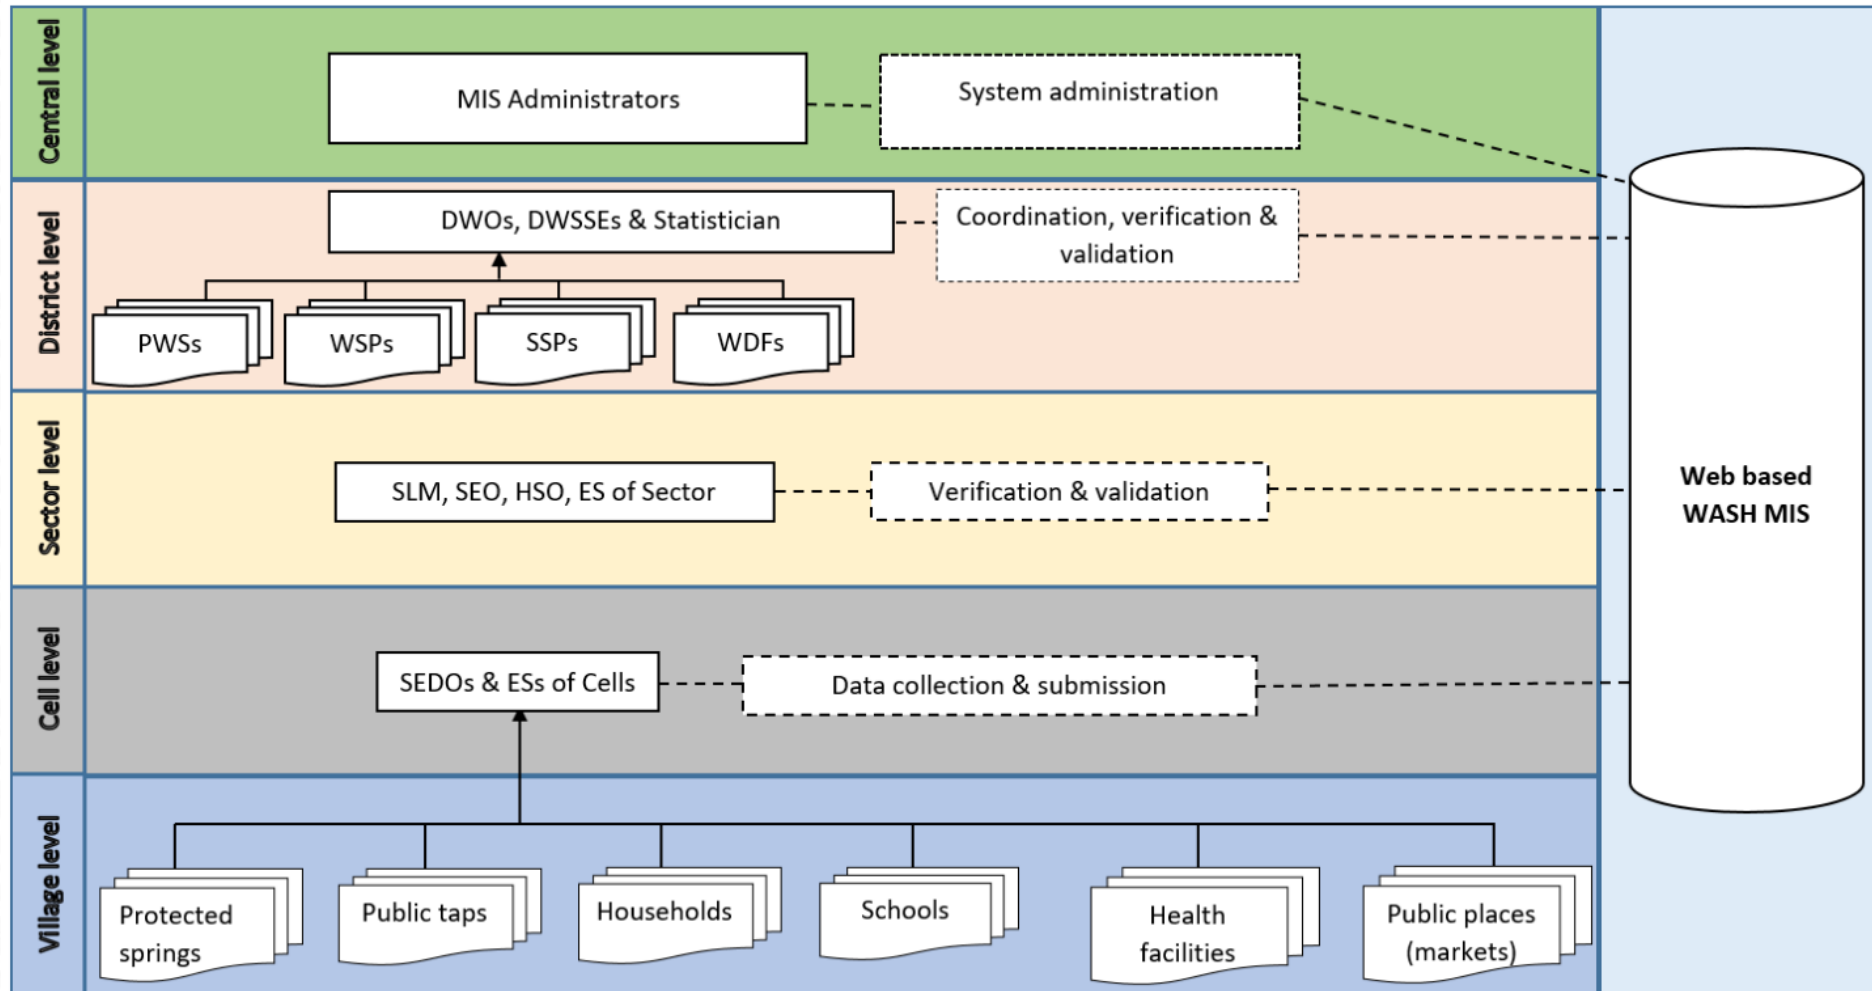 Central level
MIS Administrators
System administration
District level
DWOs, DWSSEs & Statistician
Coordination, verification &
validation
PWSs
WSPs
SSPs
WDFs
Sector level
SLM, SEO, HSO, ES of Sector
Verification & validation
Web based
WASH MIS
Cell level
SEDOs & ESs of Cells
Data collection & submission
Village level
Protected
springs
Public taps
Households
Schools
Health
facilities
Public places
(markets)